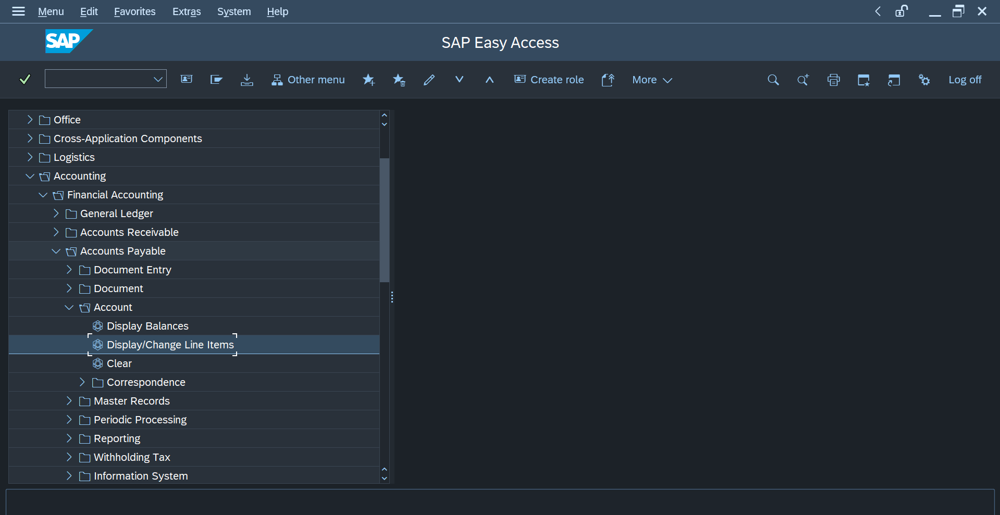 Menu Edit Favorites Extras System Help
SAP SAP Easy Access
Other menu Create role More Log off
Office
Cross-Application Components
Logistics
Accounting
Financial Accounting
General Ledger
Accounts Receivable
Accounts Payable
Document Entry
Document
Account
Display Balances
Display/Change Line Items
Clear
Correspondence
Master Records
Periodic Processing
Reporting
Withholding Tax
Information System